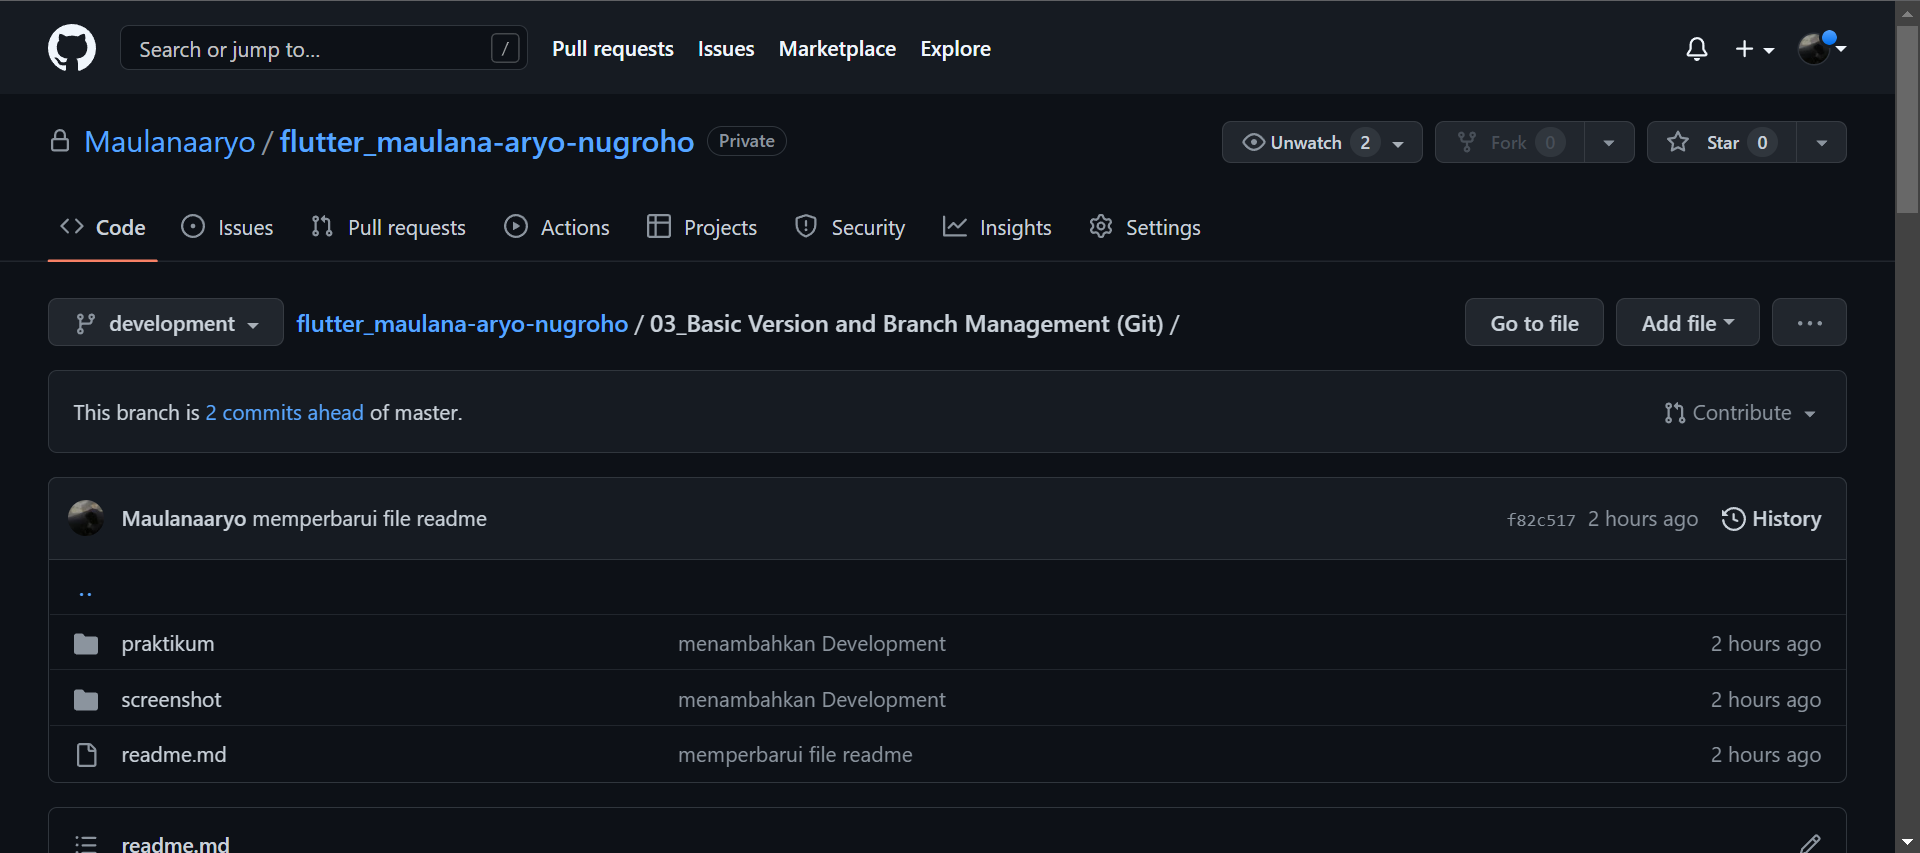 Search or jump to... / Pull requests Issues Marketplace Explore
Maulanaaryo / flutter_maulana-aryo-nugroho Private Unwatch 2 Fork 0 Star 0
Code Issues Pull requests Actions Projects Security Insights Settings
development flutter_maulana-aryo-nugroho / 03_Basic Version and Branch Management (Git) / Go to file Add file ...
This branch is 2 commits ahead of master. Contribute
Maulanaaryo memperbarui file readme f82c517 2 hours ago History
..
praktikum menambahkan Development 2 hours ago
screenshot menambahkan Development 2 hours ago
readme.md memperbarui file readme 2 hours ago
readme.md